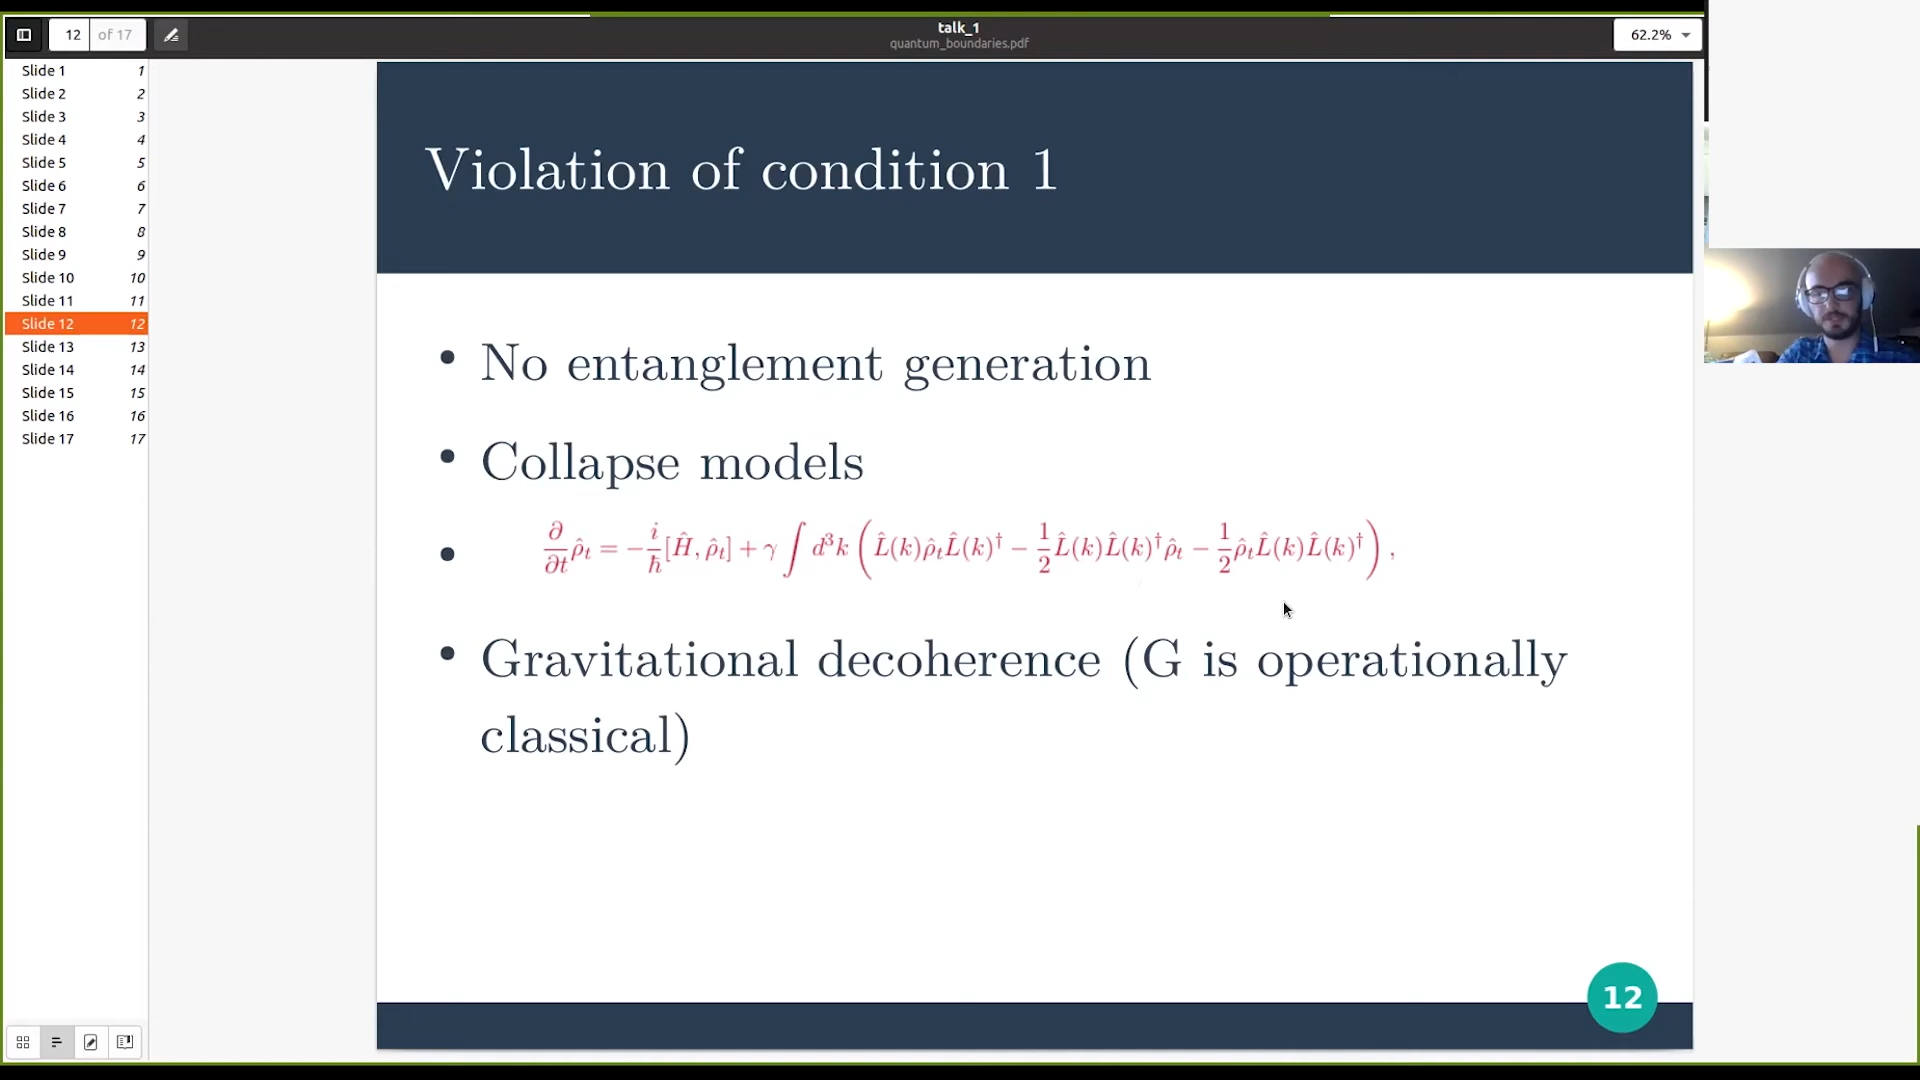 12 of 17
talk_1
quantum_boundaries.pdf
62.2%
Slide 1 1
Slide 2 2
Slide 3 3
Slide 4 4
Slide 5 5
Slide 6 6
Slide 7 7
Slide 8 8
Slide 9 9
Slide 10 10
Slide 11 11
Slide 12 12
Slide 13 13
Slide 14 14
Slide 15 15
Slide 16 16
Slide 17 17
Violation of condition 1
• No entanglement generation
• Collapse models
• ∂/∂t ρ̂_t = −i/ħ [Ĥ, ρ̂_t] + γ ∫ d³k ( L̂(k)ρ̂_t L̂(k)† − 1/2 L̂(k)L̂(k)†ρ̂_t − 1/2 ρ̂_t L̂(k)L̂(k)† ) ,
• Gravitational decoherence (G is operationally
classical)
12